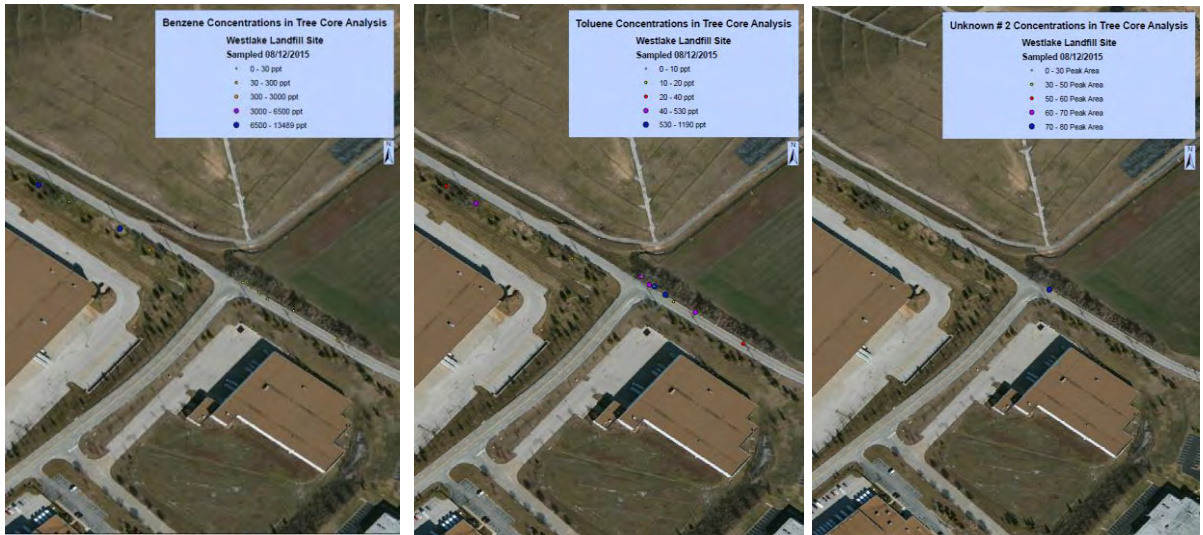 Benzene Concentrations in Tree Core Analysis
Westlake Landfill Site
Sampled 08/12/2015
0 - 30 ppt
30 - 300 ppt
300 - 3000 ppt
3000 - 6500 ppt
6500 - 13489 ppt
N
Toluene Concentrations in Tree Core Analysis
Westlake Landfill Site
Sampled 08/12/2015
0 - 10 ppt
10 - 20 ppt
20 - 40 ppt
40 - 530 ppt
530 - 1190 ppt
N
Unknown # 2 Concentrations in Tree Core Analysis
Westlake Landfill Site
Sampled 08/12/2015
0 - 30 Peak Area
30 - 50 Peak Area
50 - 60 Peak Area
60 - 70 Peak Area
70 - 80 Peak Area
N